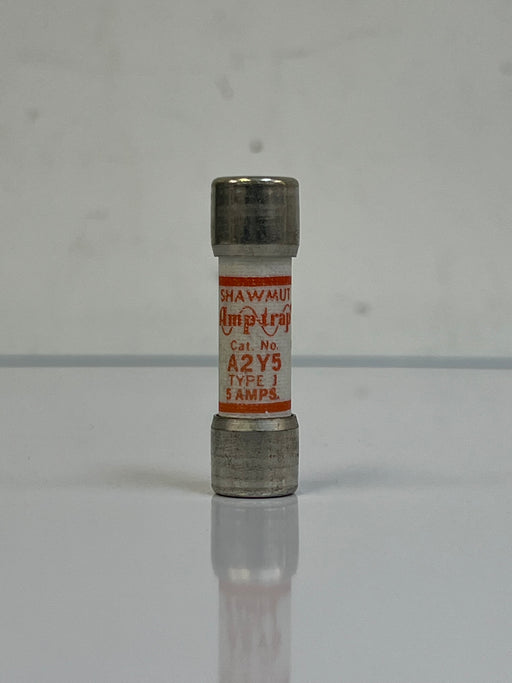 SHAWMUT
Amp-trap
Cat. No.
A2Y5
TYPE 1
5 AMPS.